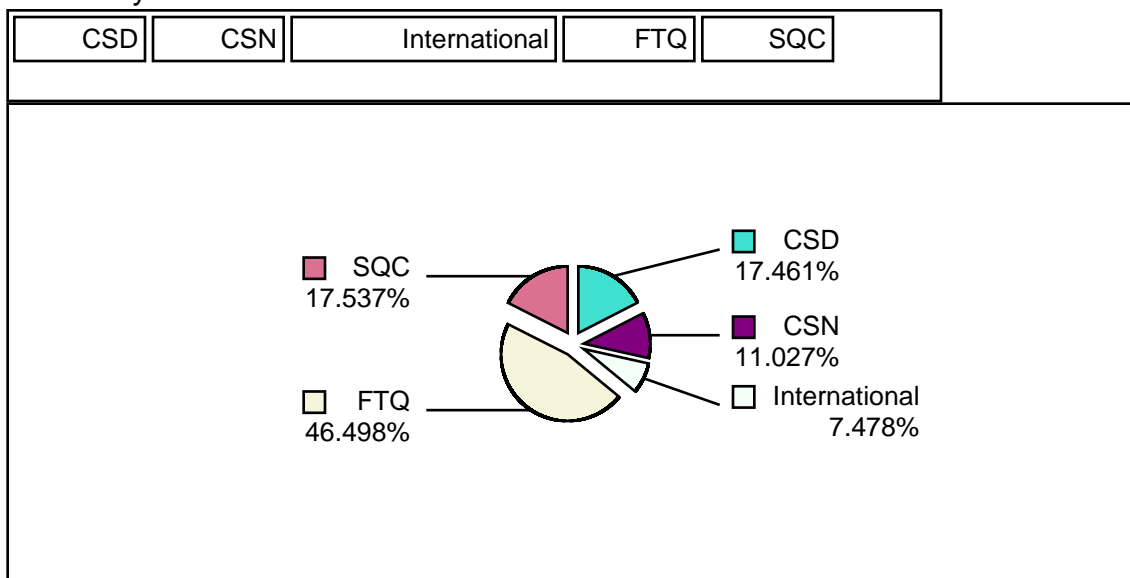 CSD CSN International FTQ SQC
CSD
17.461%
SQC
17.537%
CSN
11.027%
International
7.478%
FTQ
46.498%